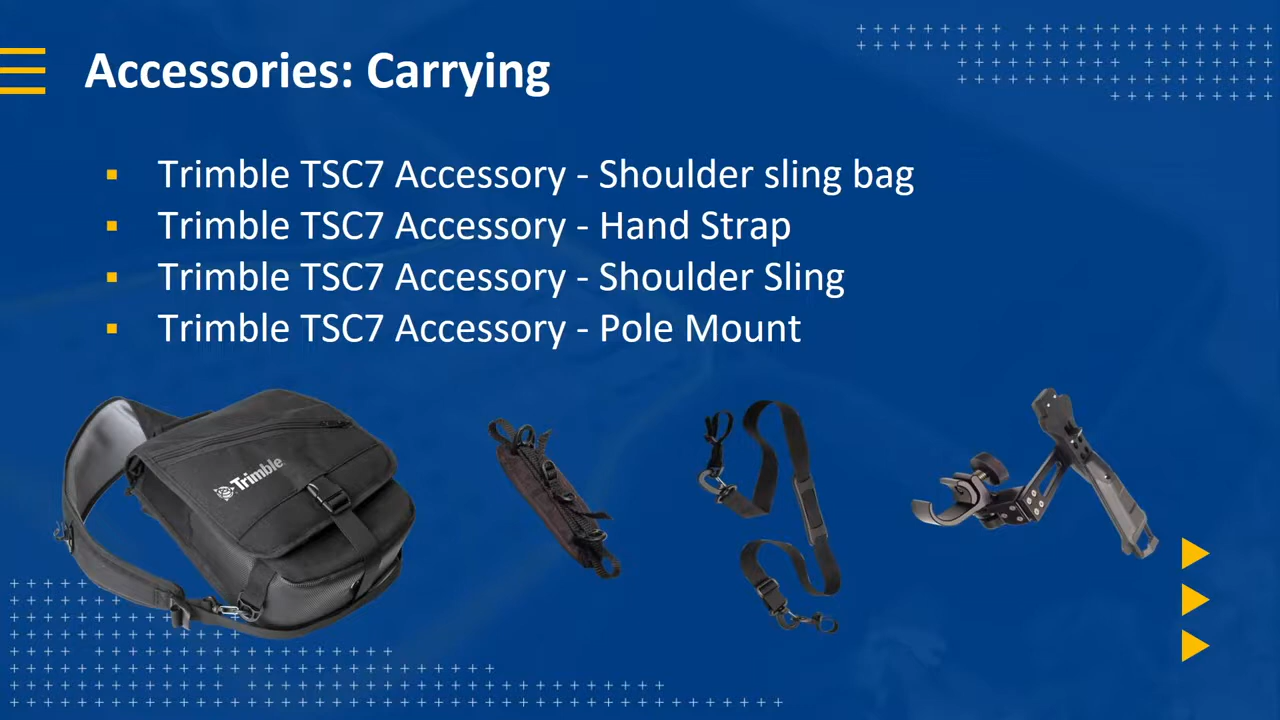 Accessories: Carrying
Trimble TSC7 Accessory - Shoulder sling bag
Trimble TSC7 Accessory - Hand Strap
Trimble TSC7 Accessory - Shoulder Sling
Trimble TSC7 Accessory - Pole Mount
Trimble